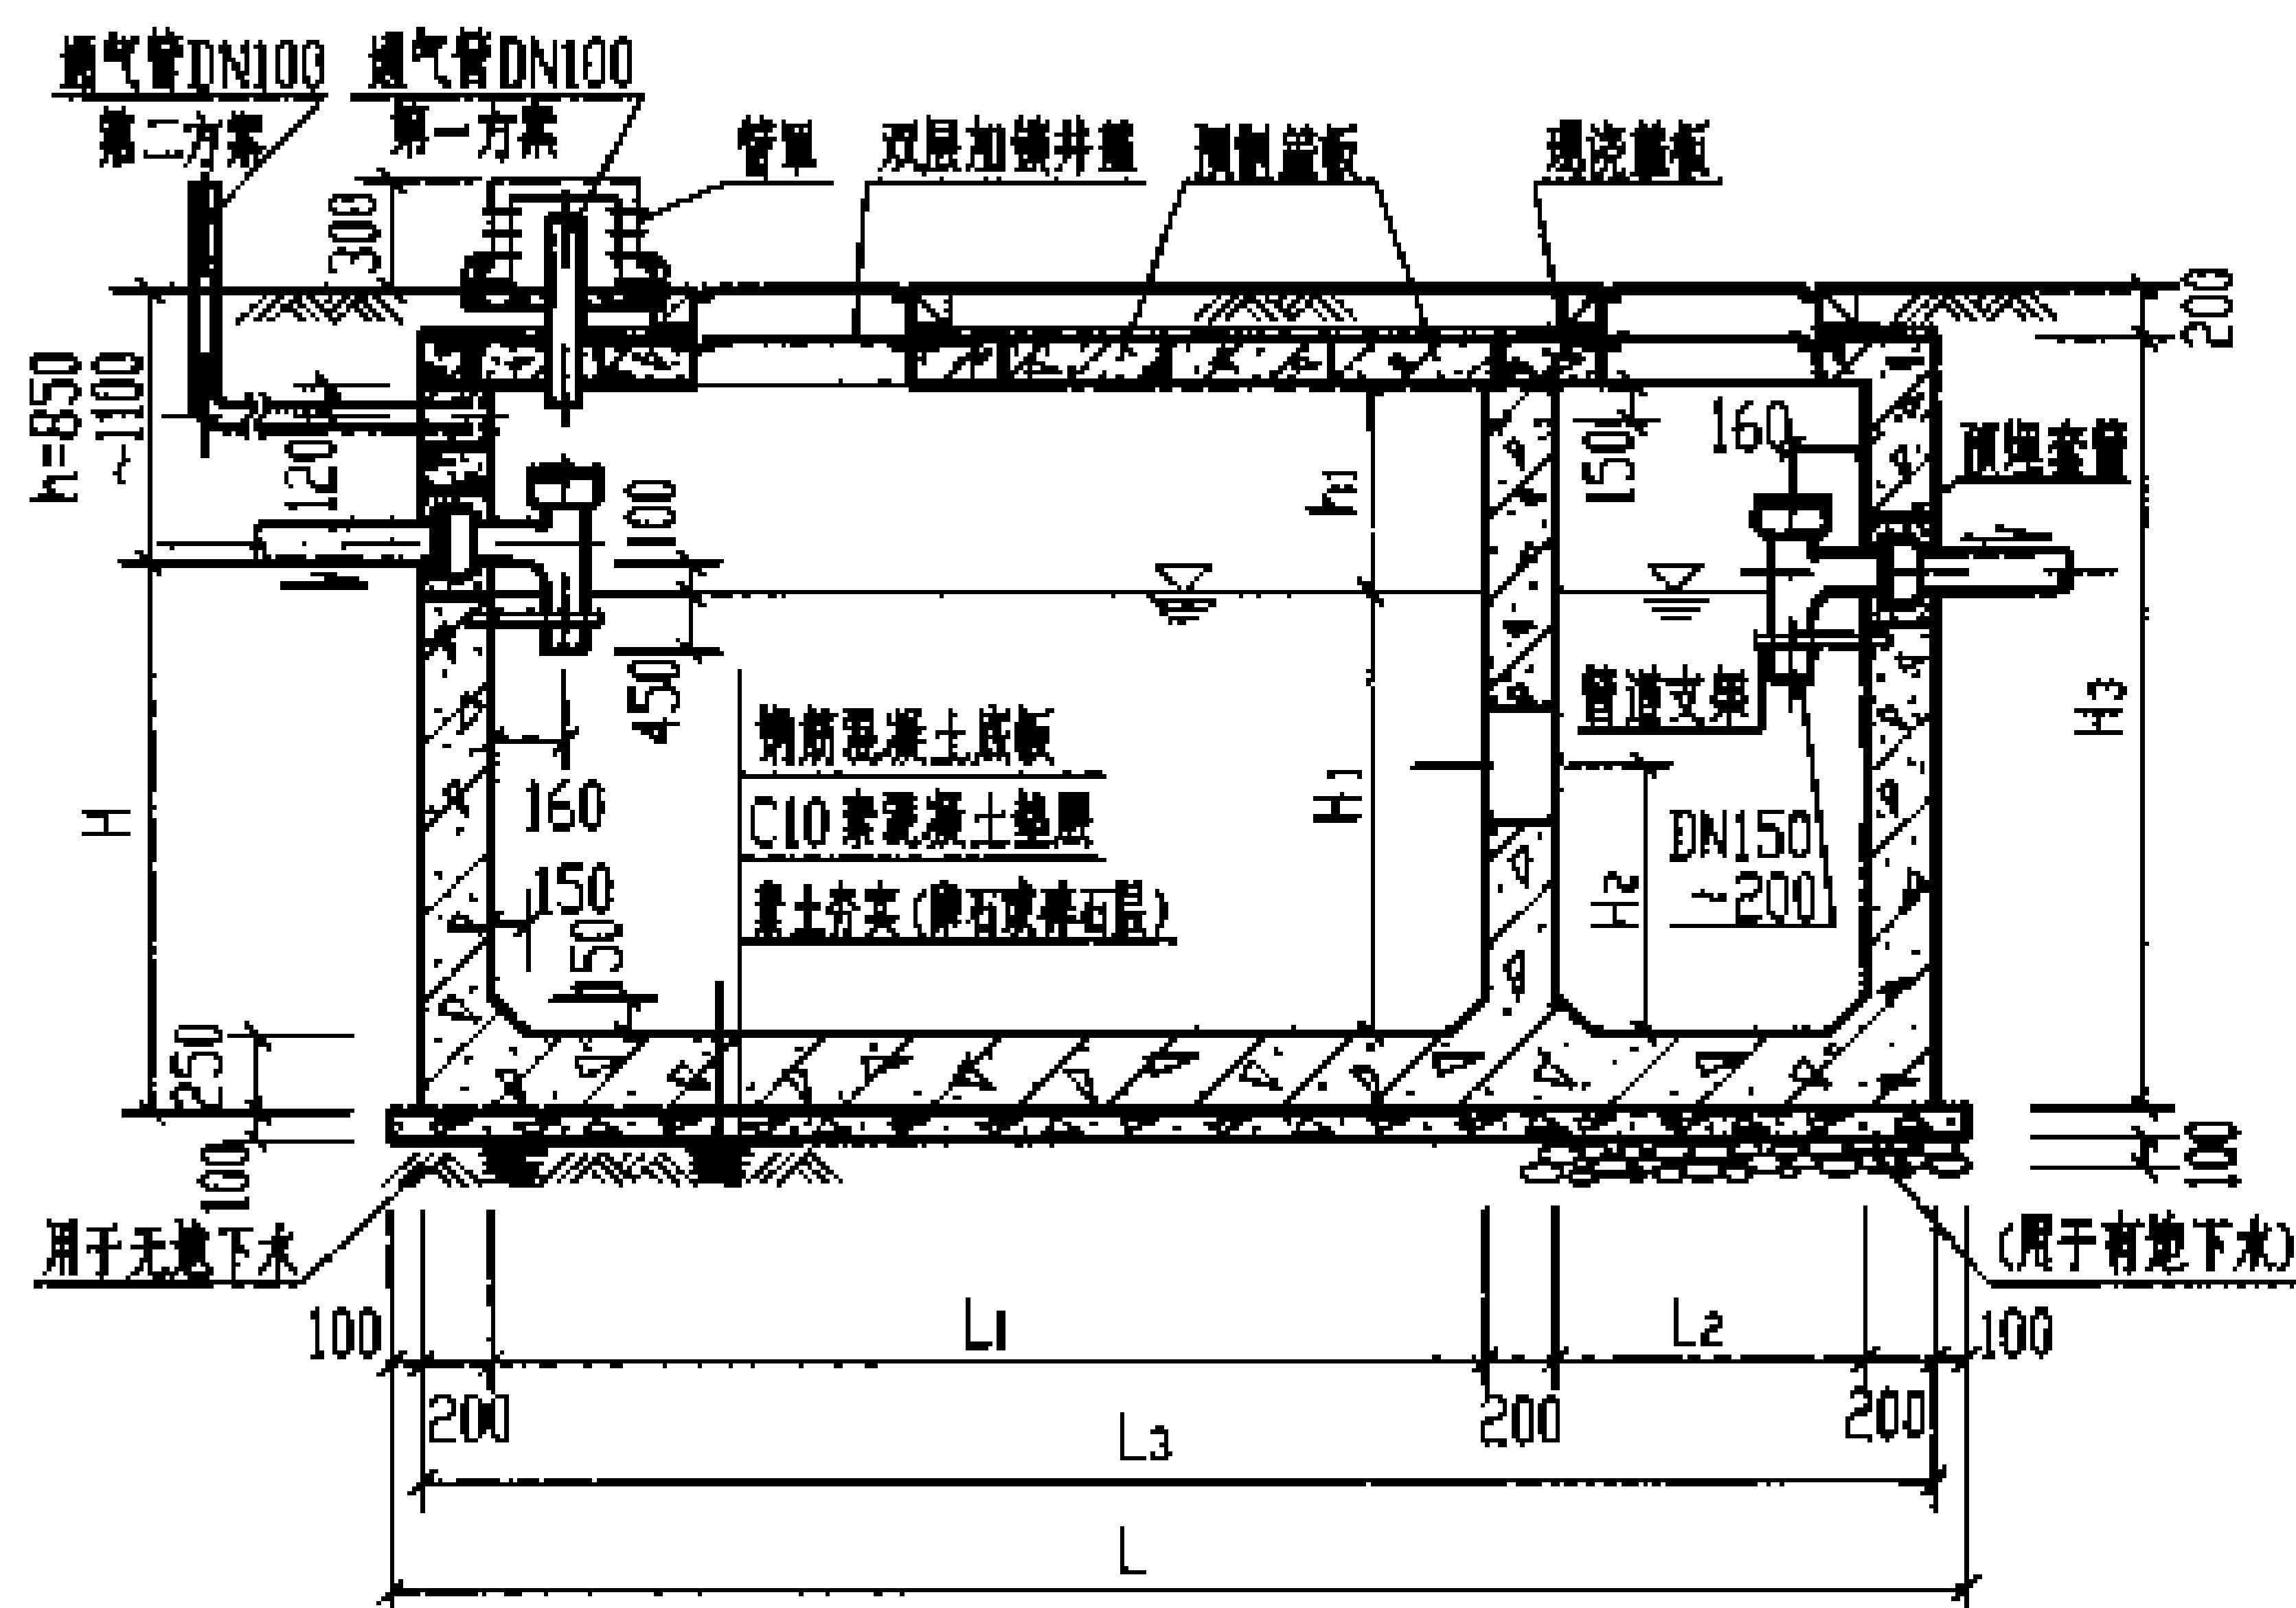 通气管DN100
第二方案
通气管DN100
第一方案
管罩
双层加锁井盖
预制盖板
现浇盖板
300
200
h=850
~1100
120
100
h1
150
160
预埋套管
450
管道支架
H3
钢筋混凝土底板
C10素混凝土垫层
素土夯实(碎石或卵石层)
160
150
150
H
H1
H2
DN150
~200
250
100
100
用于无地下水
(用于有地下水)
100
L1
L2
100
200
200
200
L3
L